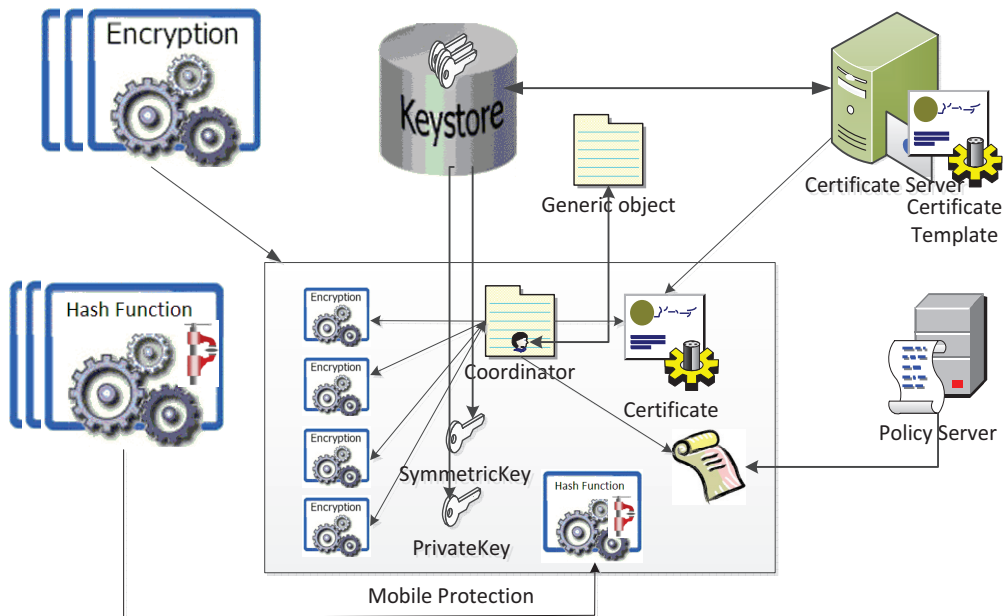 Encryption
Keystore
Generic object
Certificate Server
Certificate
Template
Hash Function
Encryption
Coordinator
Encryption
Certificate
Policy Server
Encryption
SymmetricKey
Hash Function
Encryption
PrivateKey
Mobile Protection